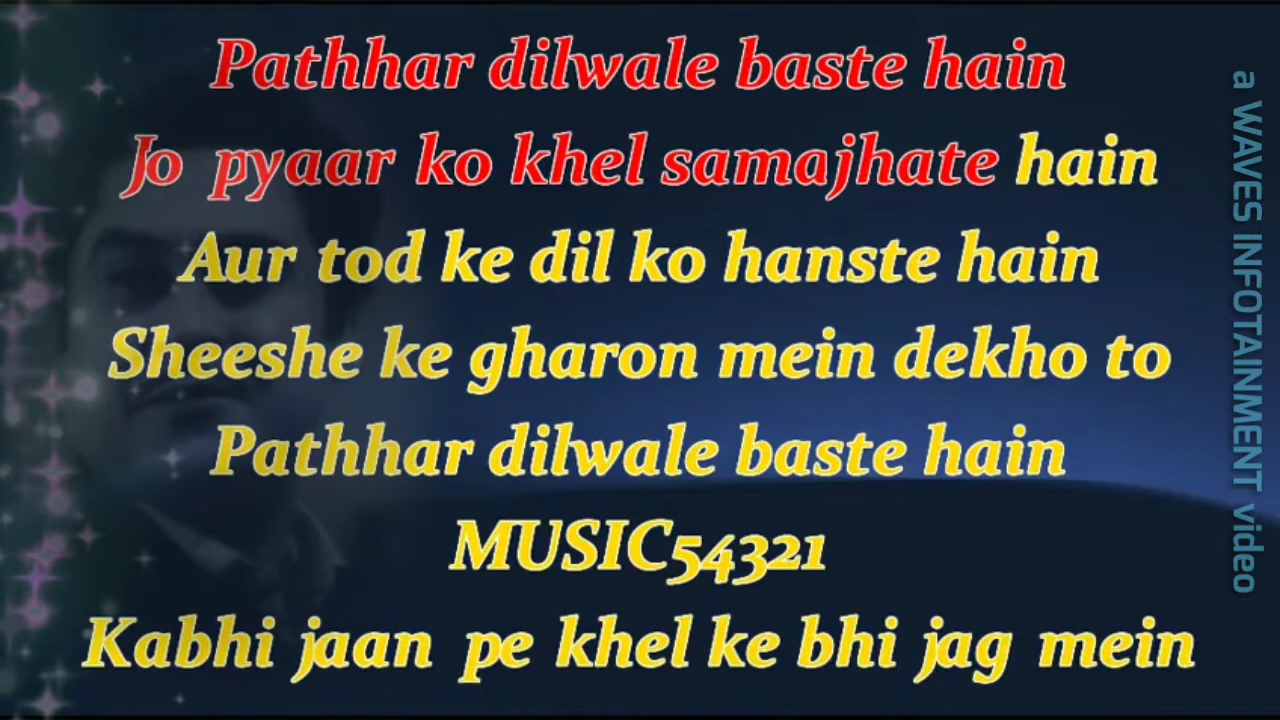 Pathhar dilwale baste hain
Jo pyaar ko khel samajhate hain
Aur tod ke dil ko hanste hain
Sheeshe ke gharon mein dekho to
Pathhar dilwale baste hain
MUSIC54321
Kabhi jaan pe khel ke bhi jag mein
a WAVES INFOTAINMENT video